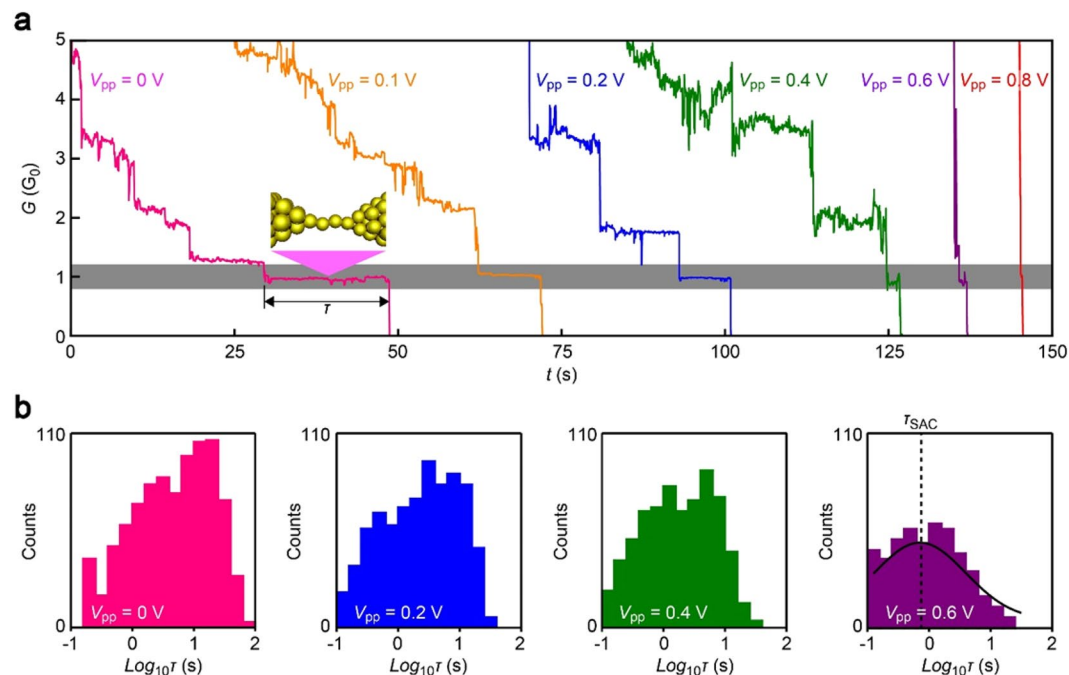 a
5
4
3
2
1
0
G (G₀)
Vpp = 0 V
Vpp = 0.1 V
Vpp = 0.2 V
Vpp = 0.4 V
Vpp = 0.6 V
Vpp = 0.8 V
τ
0 25 50 75 100 125 150
t (s)
b
τSAC
110
0
Counts
Vpp = 0 V
-1 0 1 2
Log₁₀τ (s)
110
0
Counts
Vpp = 0.2 V
-1 0 1 2
Log₁₀τ (s)
110
0
Counts
Vpp = 0.4 V
-1 0 1 2
Log₁₀τ (s)
110
0
Counts
Vpp = 0.6 V
-1 0 1 2
Log₁₀τ (s)